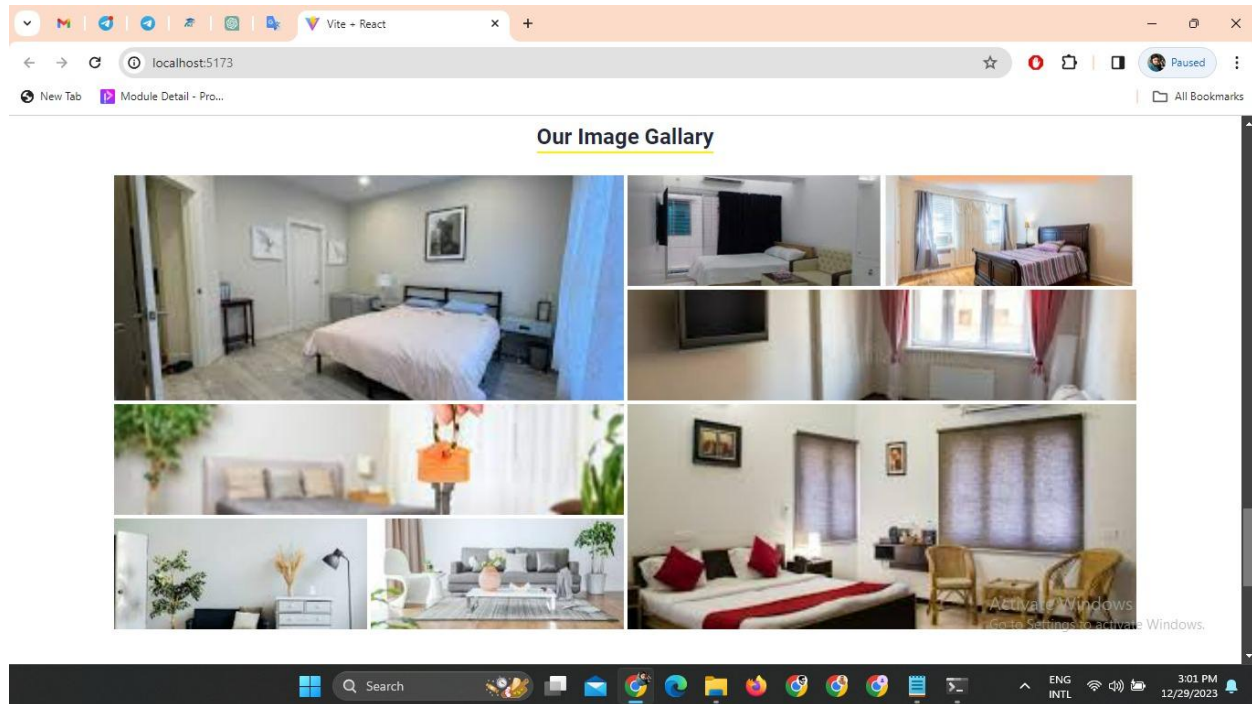 Vite + React
localhost:5173
Paused
New Tab
Module Detail - Pro...
All Bookmarks
Our Image Gallary
Activate Windows
Go to Settings to activate Windows.
Search
ENG
INTL
3:01 PM
12/29/2023